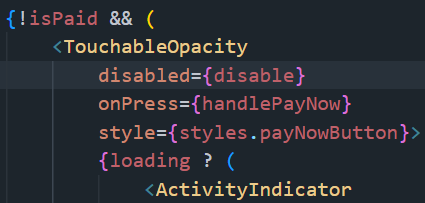 {!isPaid && (
<TouchableOpacity
disabled={disable}
onPress={handlePayNow}
style={styles.payNowButton}>
{loading ? (
<ActivityIndicator